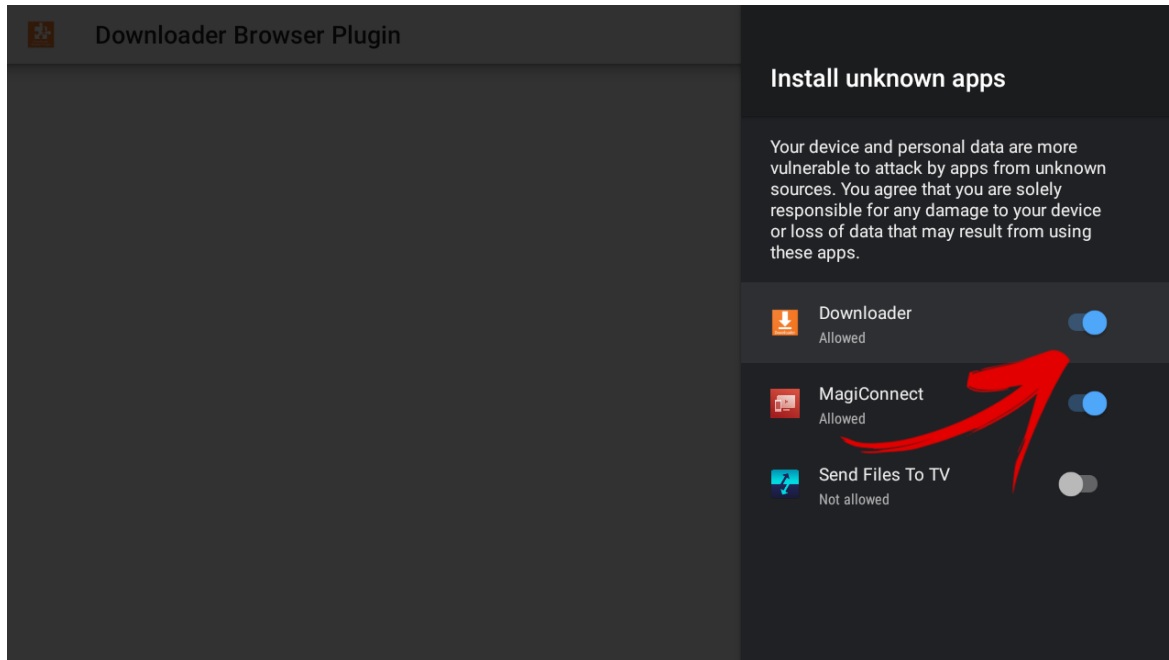 Downloader Browser Plugin
Install unknown apps
Your device and personal data are more
vulnerable to attack by apps from unknown
sources. You agree that you are solely
responsible for any damage to your device
or loss of data that may result from using
these apps.
Downloader
Allowed
MagiConnect
Allowed
Send Files To TV
Not allowed